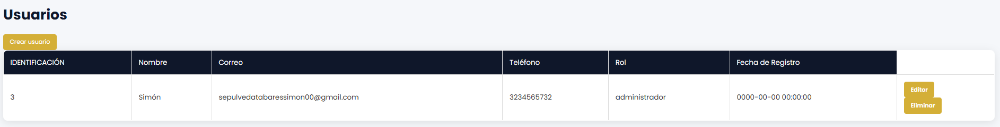 Usuarios
Crear usuario
IDENTIFICACIÓN Nombre Correo Teléfono Rol Fecha de Registro
3 Simón sepulvedatabaressimon00@gmail.com 3234565732 administrador 0000-00-00 00:00:00
Editor
Eliminar